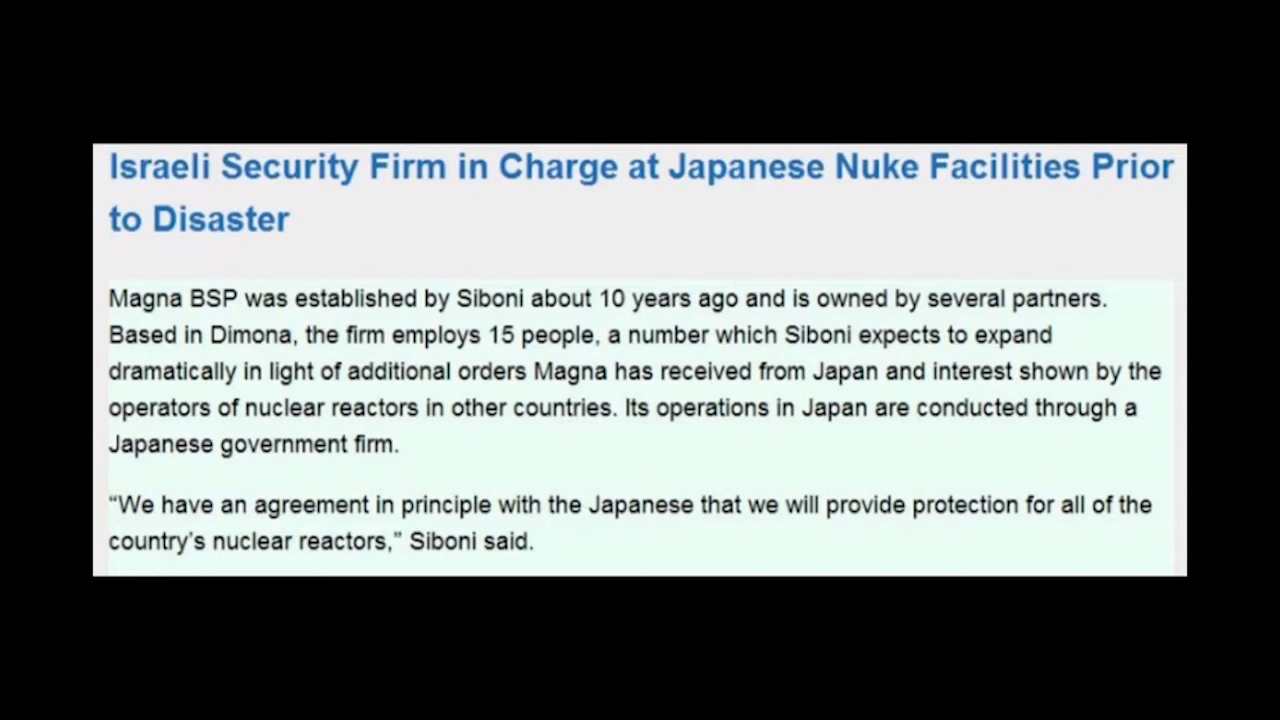 Israeli Security Firm in Charge at Japanese Nuke Facilities Prior
to Disaster
Magna BSP was established by Siboni about 10 years ago and is owned by several partners.
Based in Dimona, the firm employs 15 people, a number which Siboni expects to expand
dramatically in light of additional orders Magna has received from Japan and interest shown by the
operators of nuclear reactors in other countries. Its operations in Japan are conducted through a
Japanese government firm.
“We have an agreement in principle with the Japanese that we will provide protection for all of the
country’s nuclear reactors,” Siboni said.